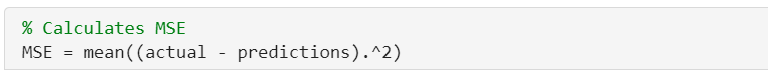 % Calculates MSE
MSE = mean((actual - predictions).^2)